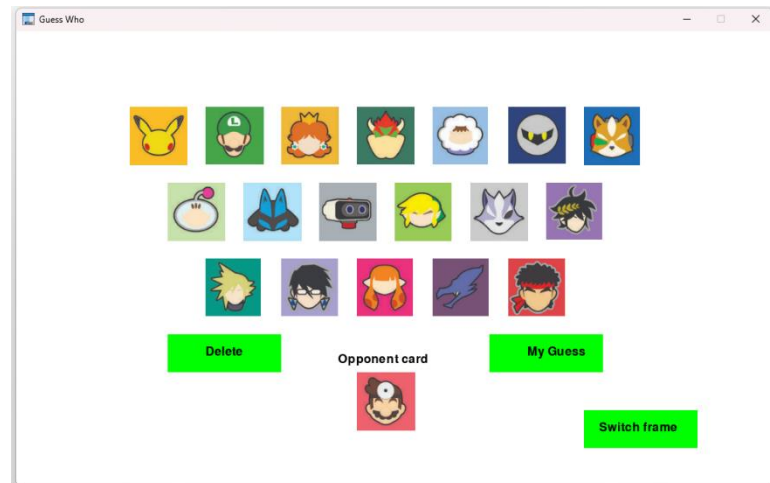 Guess Who
L
Delete
My Guess
Opponent card
Switch frame